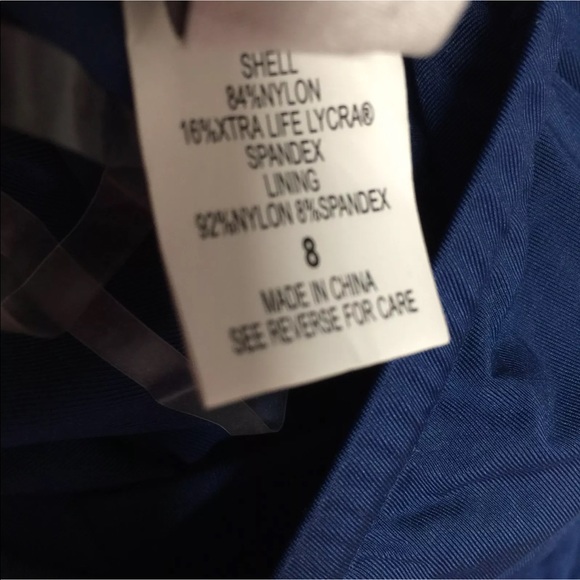 SHELL
84%NYLON
16%XTRA LIFE LYCRA®
SPANDEX
LINING
92%NYLON 8%SPANDEX
8
MADE IN CHINA
SEE REVERSE FOR CARE